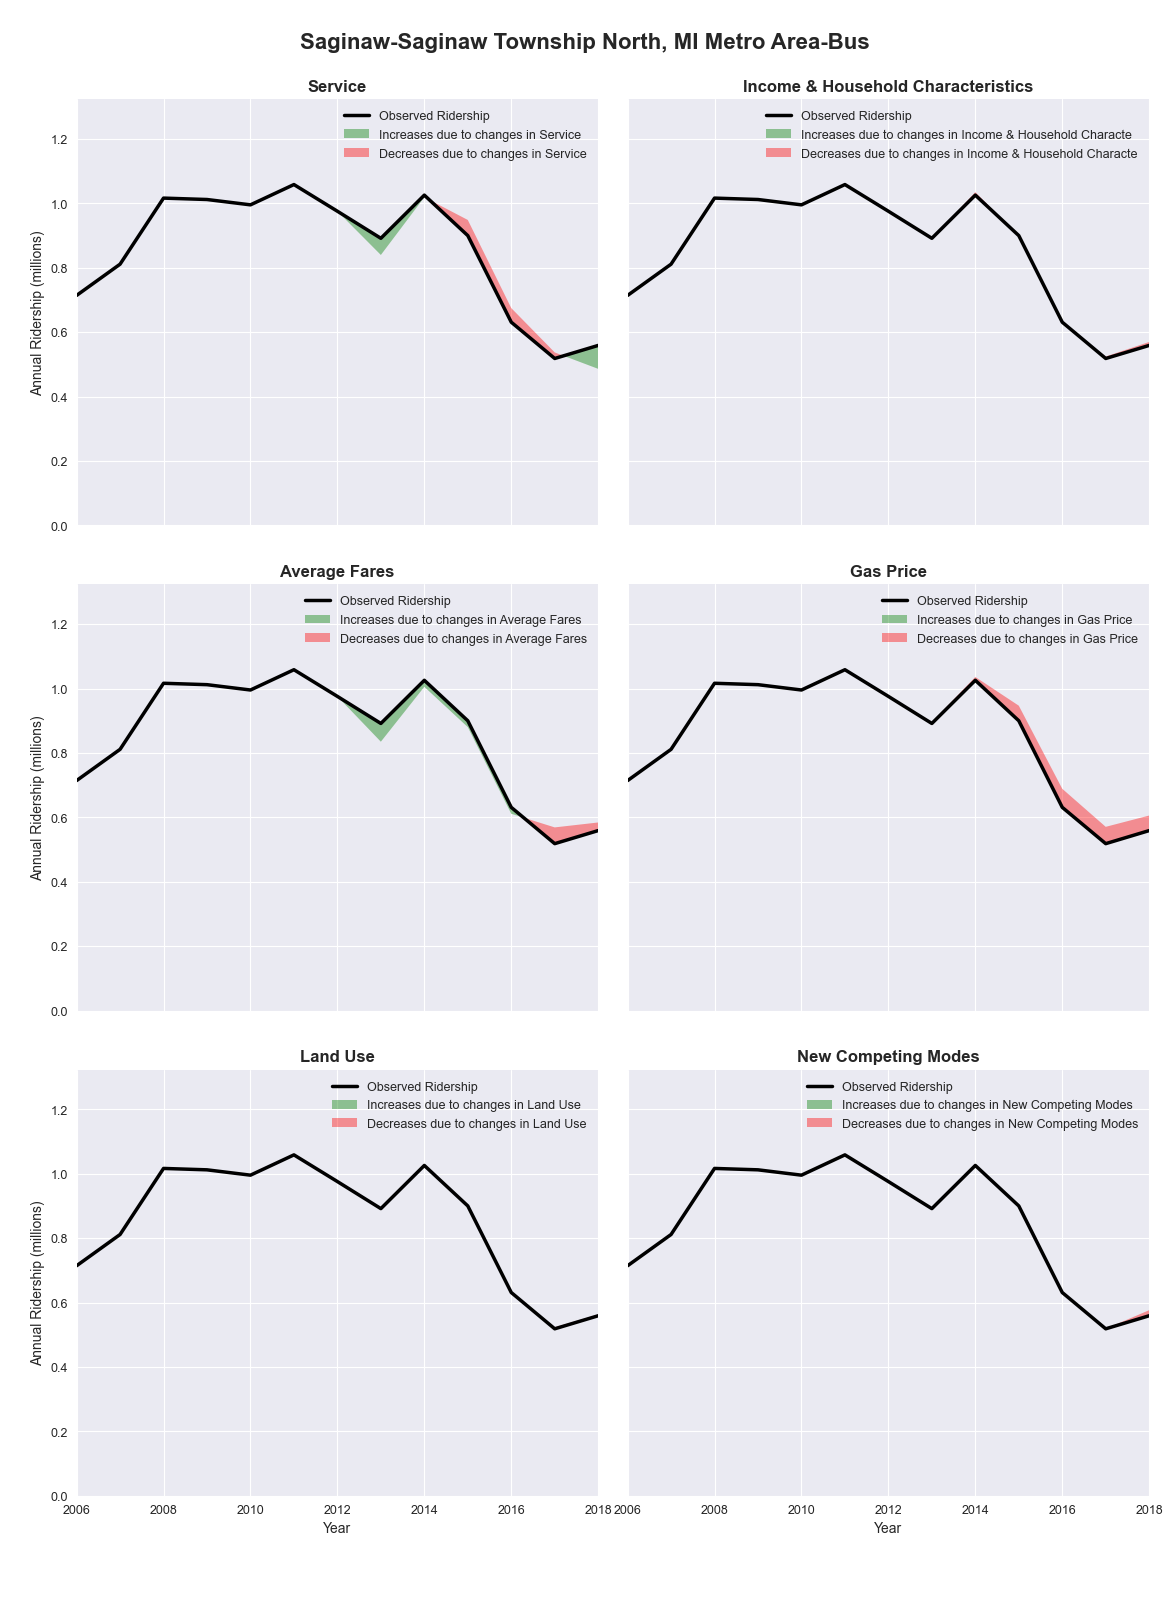 Saginaw-Saginaw Township North, MI Metro Area-Bus
Service
Observed Ridership
Increases due to changes in Service
Decreases due to changes in Service
1.2
1.0
0.8
0.6
0.4
0.2
0.0
Annual Ridership (millions)
Income & Household Characteristics
Observed Ridership
Increases due to changes in Income & Household Characte
Decreases due to changes in Income & Household Characte
Average Fares
Observed Ridership
Increases due to changes in Average Fares
Decreases due to changes in Average Fares
1.2
1.0
0.8
0.6
0.4
0.2
0.0
Annual Ridership (millions)
Gas Price
Observed Ridership
Increases due to changes in Gas Price
Decreases due to changes in Gas Price
Land Use
Observed Ridership
Increases due to changes in Land Use
Decreases due to changes in Land Use
1.2
1.0
0.8
0.6
0.4
0.2
0.0
Annual Ridership (millions)
2006 2008 2010 2012 2014 2016 2018
Year
New Competing Modes
Observed Ridership
Increases due to changes in New Competing Modes
Decreases due to changes in New Competing Modes
2006 2008 2010 2012 2014 2016 2018
Year